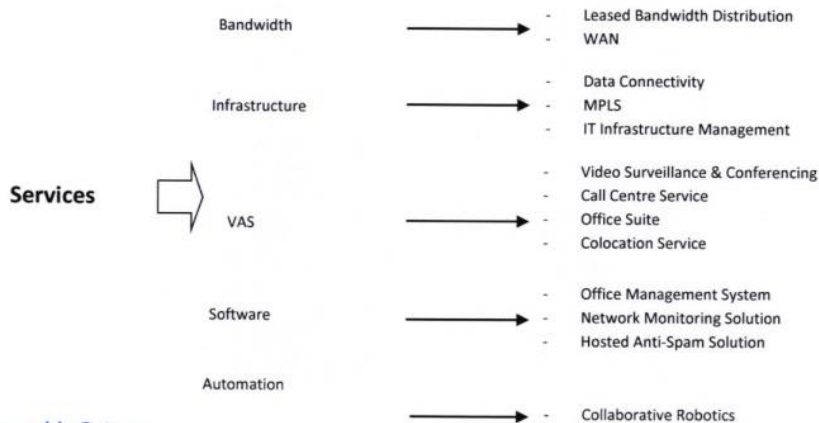 Bandwidth
- Leased Bandwidth Distribution
- WAN
Infrastructure
- Data Connectivity
- MPLS
- IT Infrastructure Management
Services
VAS
- Video Surveillance & Conferencing
- Call Centre Service
- Office Suite
- Colocation Service
Software
- Office Management System
- Network Monitoring Solution
- Hosted Anti-Spam Solution
Automation
- Collaborative Robotics